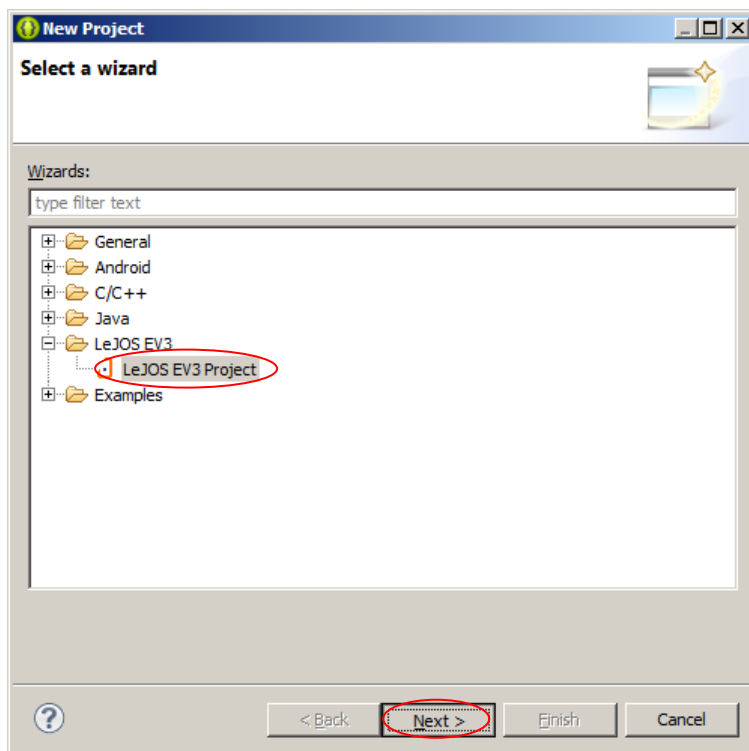 New Project
Select a wizard
Wizards:
type filter text
General
Android
C/C++
Java
LeJOS EV3
LeJOS EV3 Project
Examples
< Back Next > Finish Cancel